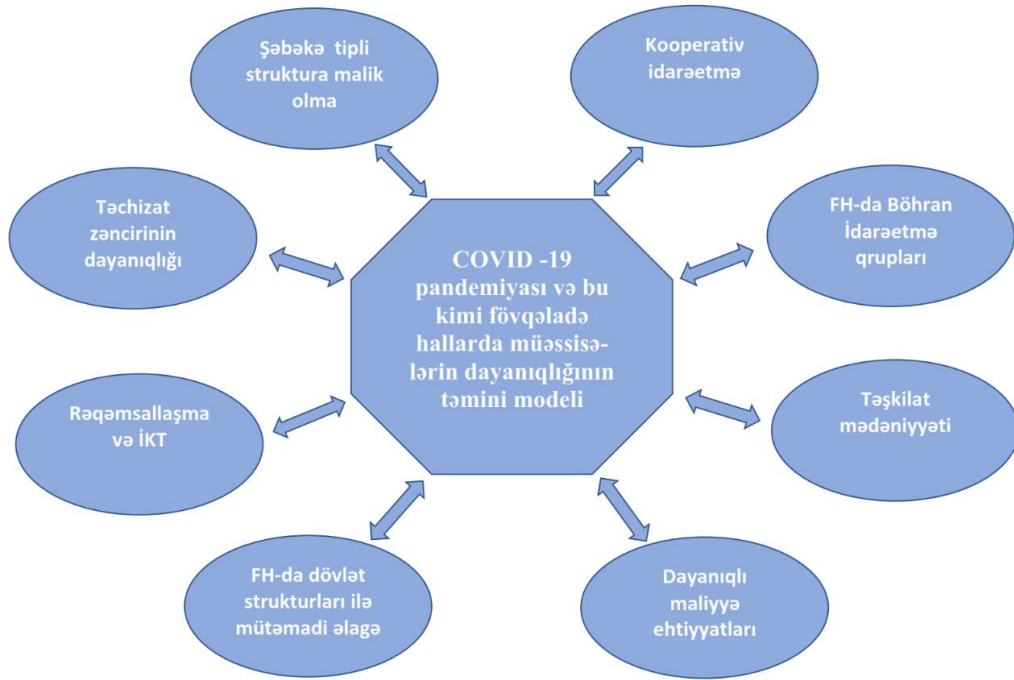 Şəbəkə tipli
struktura malik
olma
Kooperativ
idarəetmə
Təchizat
zəncirinin
dayanıqlığı
FH-da Böhran
İdarəetmə
qrupları
COVID -19
pandemiyası və bu
kimi fövqəladə
hallarda müəssisə-
lərin dayanıqlığının
təmini modeli
Rəqəmsallaşma
və İKT
Təşkilat
mədəniyyəti
FH-da dövlət
strukturları ilə
mütəmadi əlagə
Dayanıqlı
maliyyə
ehtiyyatları